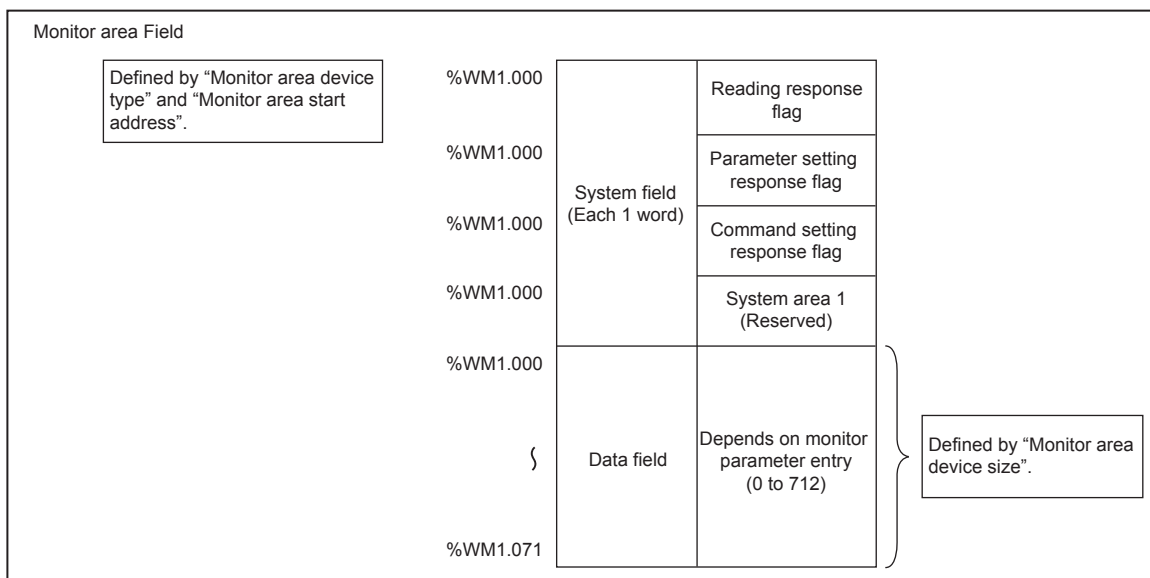 Monitor area Field
Defined by “Monitor area device
type” and “Monitor area start
address”.
%WM1.000
Reading response
flag
%WM1.000
Parameter setting
response flag
System field
(Each 1 word)
%WM1.000
Command setting
response flag
%WM1.000
System area 1
(Reserved)
%WM1.000
Data field
Depends on monitor
parameter entry
(0 to 712)
Defined by “Monitor area
device size”.
%WM1.071